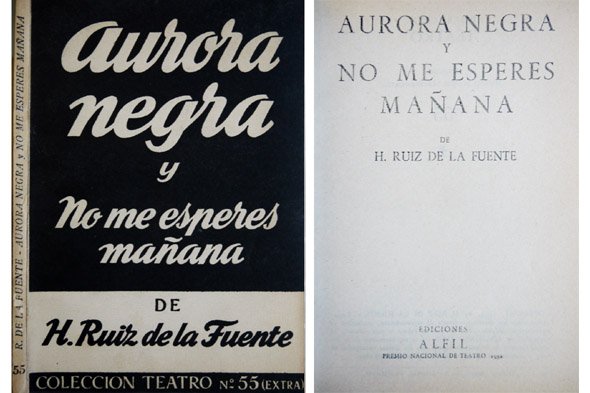 55 R. DE LA FUENTE - AURORA NEGRA y NO ME ESPERES MAÑANA
aurora
negra
y
No me esperes
mañana
DE
H. Ruiz de la Fuente
COLECCION TEATRO Nº 55 (EXTRA)
AURORA NEGRA
Y
NO ME ESPERES
MAÑANA
DE
H. RUIZ DE LA FUENTE
EDICIONES
ALFIL
PREMIO NACIONAL DE TEATRO